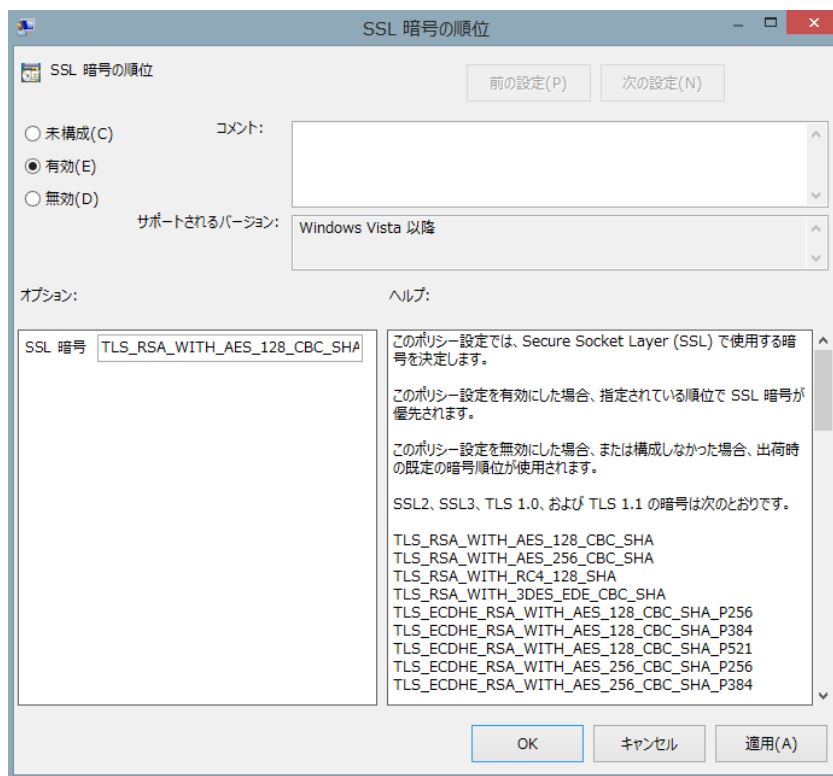 SSL 暗号の順位
SSL 暗号の順位
前の設定(P)
次の設定(N)
未構成(C)
コメント:
有効(E)
無効(D)
サポートされるバージョン:
Windows Vista 以降
オプション:
ヘルプ:
SSL 暗号
TLS_RSA_WITH_AES_128_CBC_SHA
このポリシー設定では、Secure Socket Layer (SSL) で使用する暗
号を決定します。
このポリシー設定を有効にした場合、指定されている順位で SSL 暗号が
優先されます。
このポリシー設定を無効にした場合、または構成しなかった場合、出荷時
の既定の暗号順位が使用されます。
SSL2、SSL3、TLS 1.0、および TLS 1.1 の暗号は次のとおりです。
TLS_RSA_WITH_AES_128_CBC_SHA
TLS_RSA_WITH_AES_256_CBC_SHA
TLS_RSA_WITH_RC4_128_SHA
TLS_RSA_WITH_3DES_EDE_CBC_SHA
TLS_ECDHE_RSA_WITH_AES_128_CBC_SHA_P256
TLS_ECDHE_RSA_WITH_AES_128_CBC_SHA_P384
TLS_ECDHE_RSA_WITH_AES_128_CBC_SHA_P521
TLS_ECDHE_RSA_WITH_AES_256_CBC_SHA_P256
TLS_ECDHE_RSA_WITH_AES_256_CBC_SHA_P384
OK
キャンセル
適用(A)